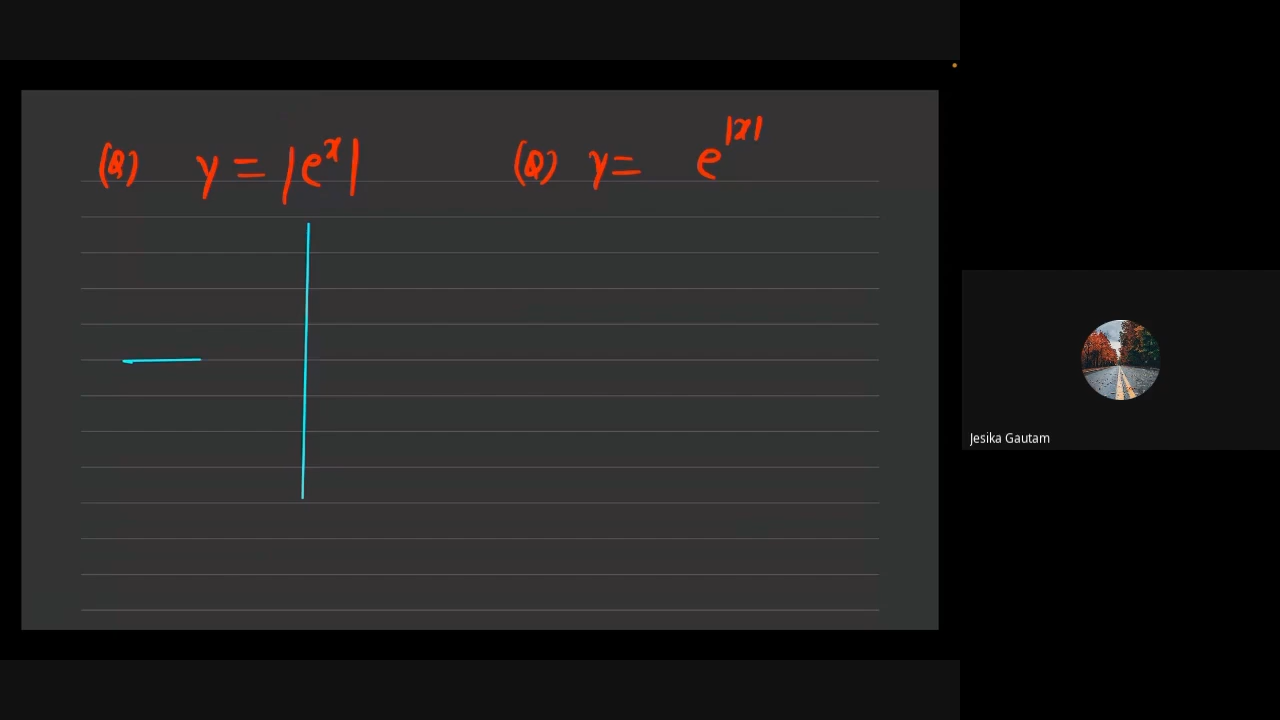 (Q) y = |e^x| (Q) y = e^|x|
Jesika Gautam